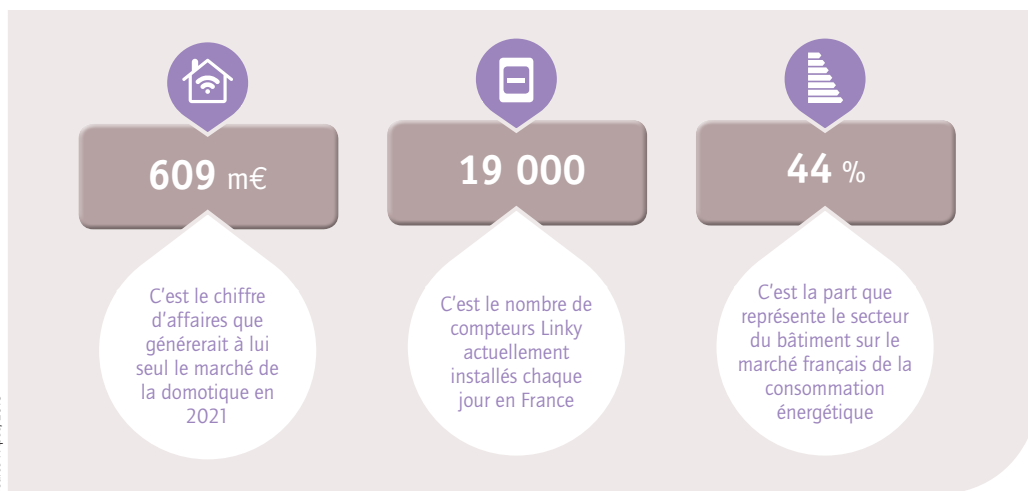 609 m€
19 000
44 %
C'est le chiffre
d'affaires que
générerait à lui
seul le marché de
la domotique en
2021
C'est le nombre de
compteurs Linky
actuellement
installés chaque
jour en France
C'est la part que
représente le secteur
du bâtiment sur le
marché français de la
consommation
énergétique